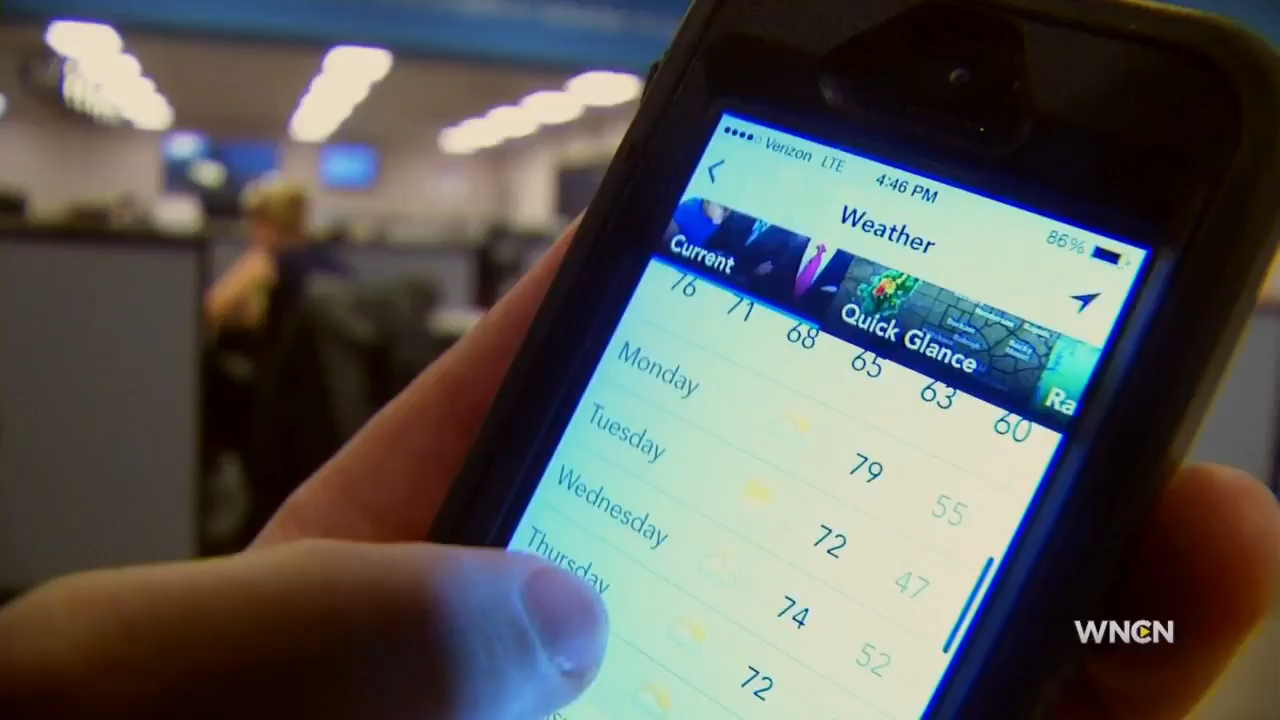 Verizon LTE 4:46 PM 86%
Weather
Current Quick Glance Ra
76 71 68 65 63 60
Monday 79 55
Tuesday 72 47
Wednesday 74 52
Thursday 72
WNCN